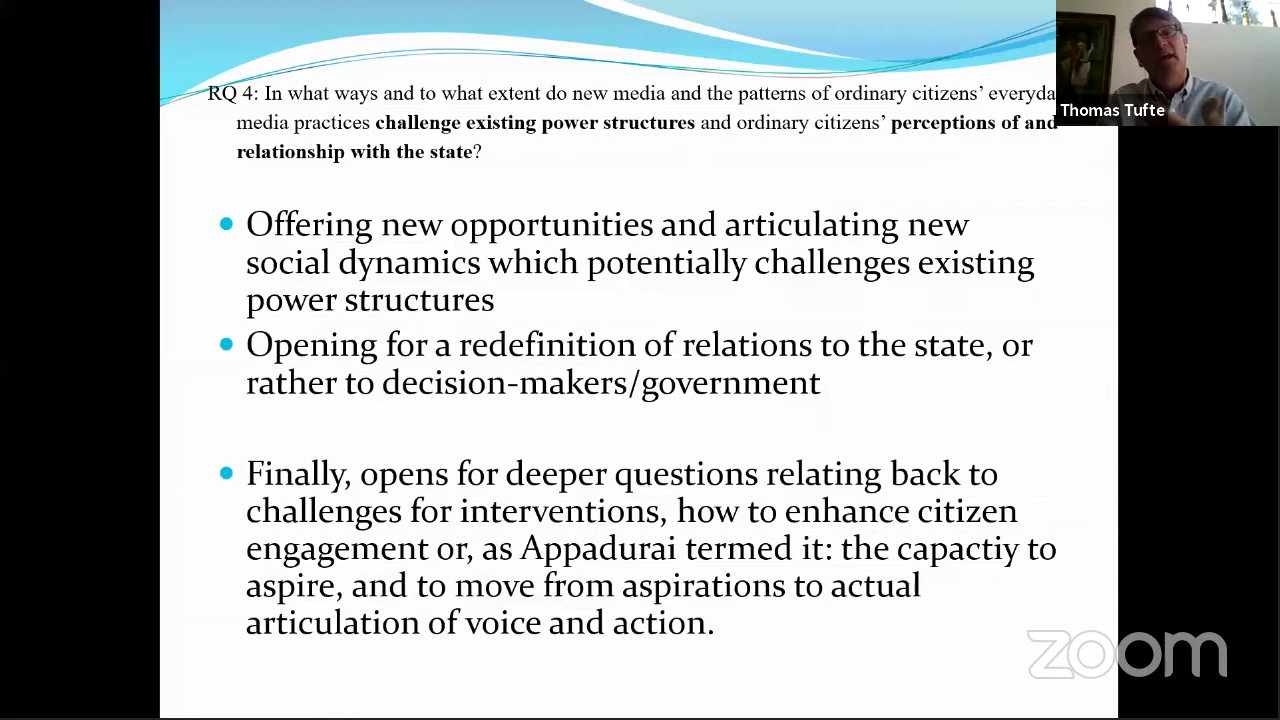 RQ 4: In what ways and to what extent do new media and the patterns of ordinary citizens’ everyda
media practices challenge existing power structures and ordinary citizens’ perceptions of and
relationship with the state?
Thomas Tufte
• Offering new opportunities and articulating new
social dynamics which potentially challenges existing
power structures
• Opening for a redefinition of relations to the state, or
rather to decision-makers/government
• Finally, opens for deeper questions relating back to
challenges for interventions, how to enhance citizen
engagement or, as Appadurai termed it: the capactiy to
aspire, and to move from aspirations to actual
articulation of voice and action.
zoom